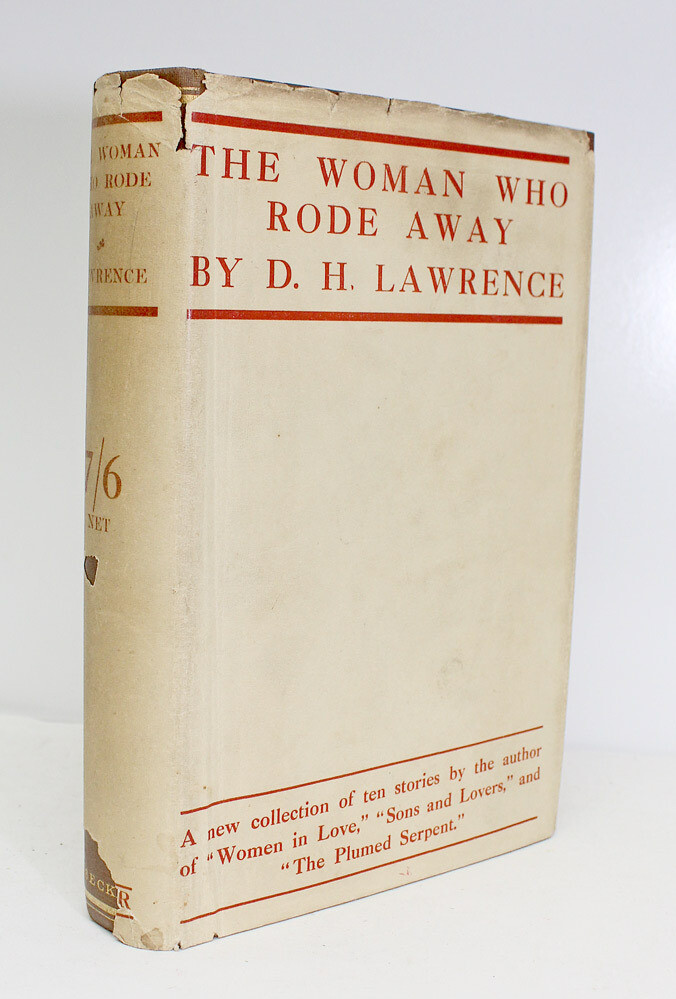 THE WOMAN WHO
RODE AWAY
BY D. H. LAWRENCE
A new collection of ten stories by the author
of "Women in Love," "Sons and Lovers," and
"The Plumed Serpent."
WOMAN
RODE
AWAY
7/6
NET